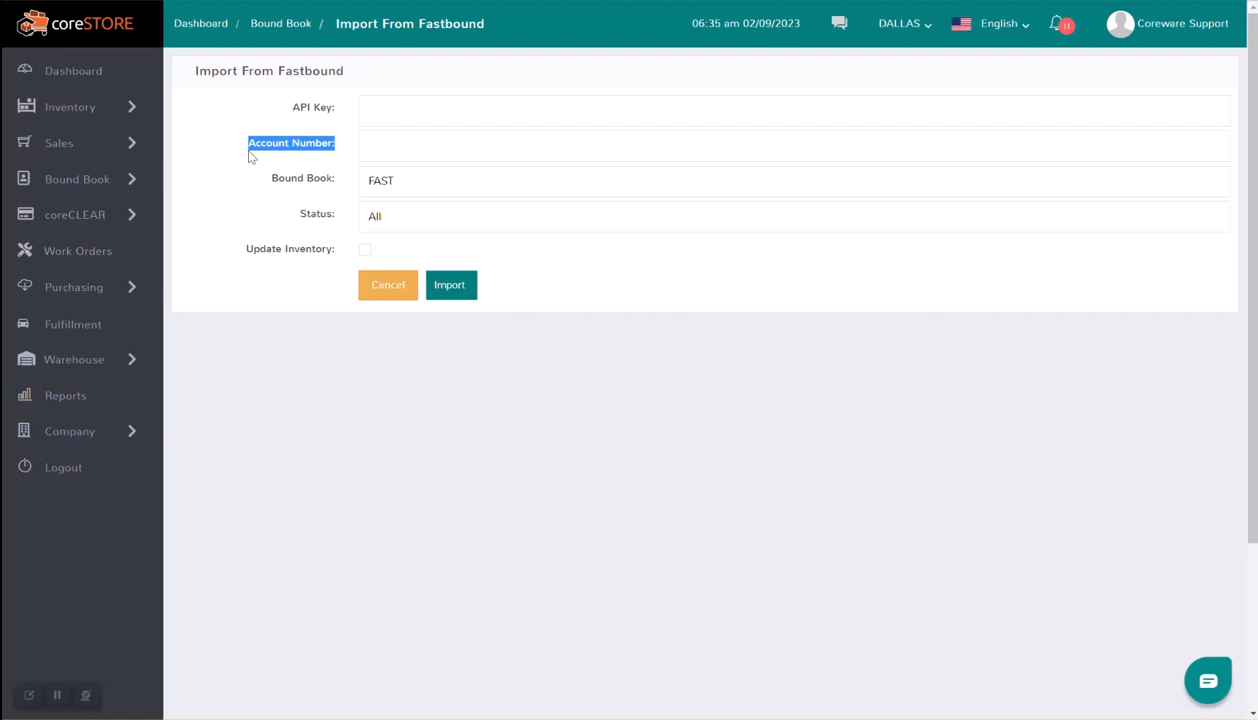 coreSTORE
Dashboard / Bound Book / Import From Fastbound
06:35 am 02/09/2023
DALLAS
English
11
Coreware Support
Dashboard
Inventory
Sales
Bound Book
coreCLEAR
Work Orders
Purchasing
Fulfillment
Warehouse
Reports
Company
Logout
Import From Fastbound
API Key:
Account Number:
Bound Book: FAST
Status: All
Update Inventory:
Cancel Import